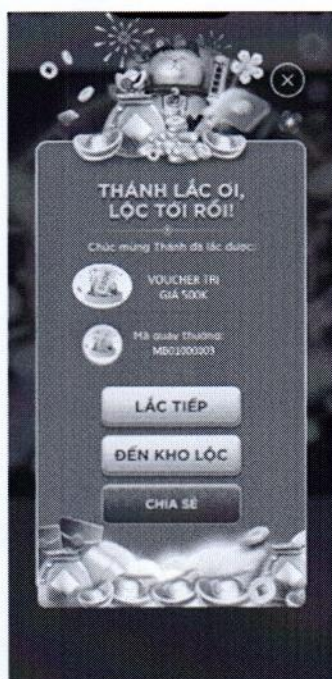 THÁNH LẮC ƠI,
LỘC TỚI RỒI!
Chúc mừng Thánh đã lắc được:
VOUCHER TRỊ
GIÁ 500K
Mã quay thưởng:
MB01000003
LẮC TIẾP
ĐẾN KHO LỘC
CHIA SẺ